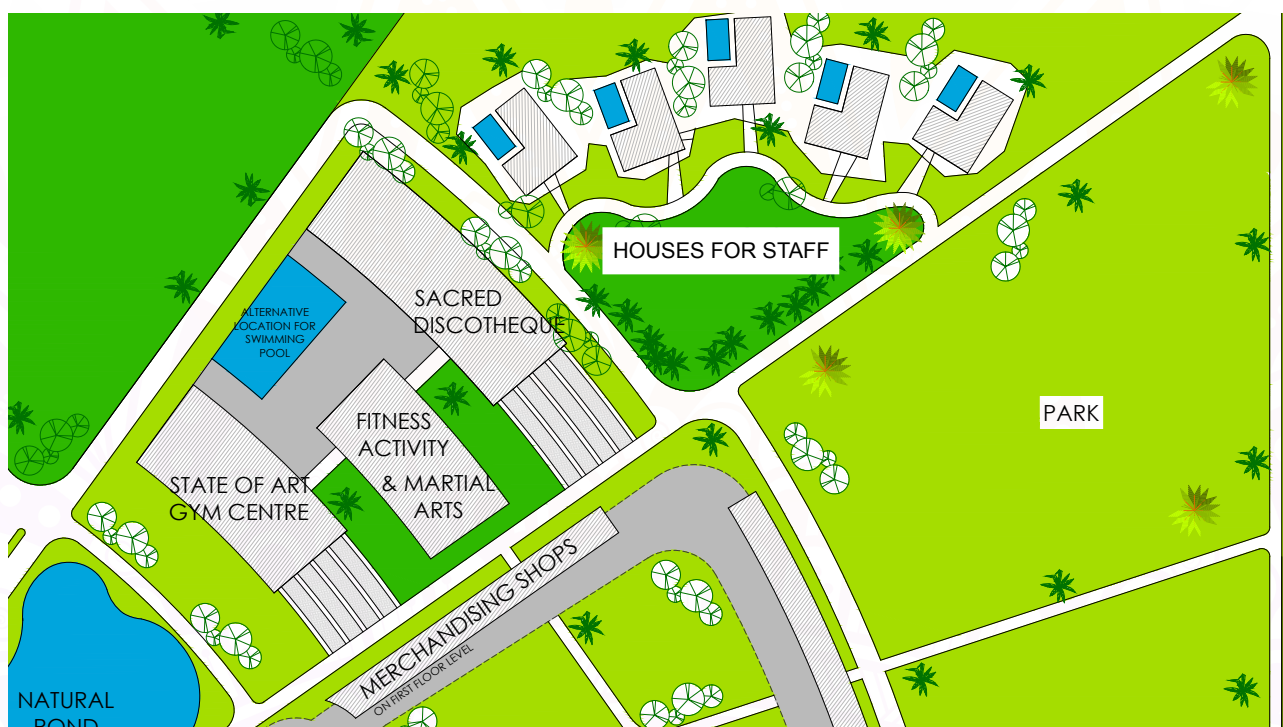 HOUSES FOR STAFF
SACRED
DISCOTHEQUE
ALTERNATIVE
LOCATION FOR
SWIMMING
POOL
FITNESS
ACTIVITY
& MARTIAL
ARTS
PARK
STATE OF ART
GYM CENTRE
MERCHANDISING SHOPS
ON FIRST FLOOR LEVEL
NATURAL
POND